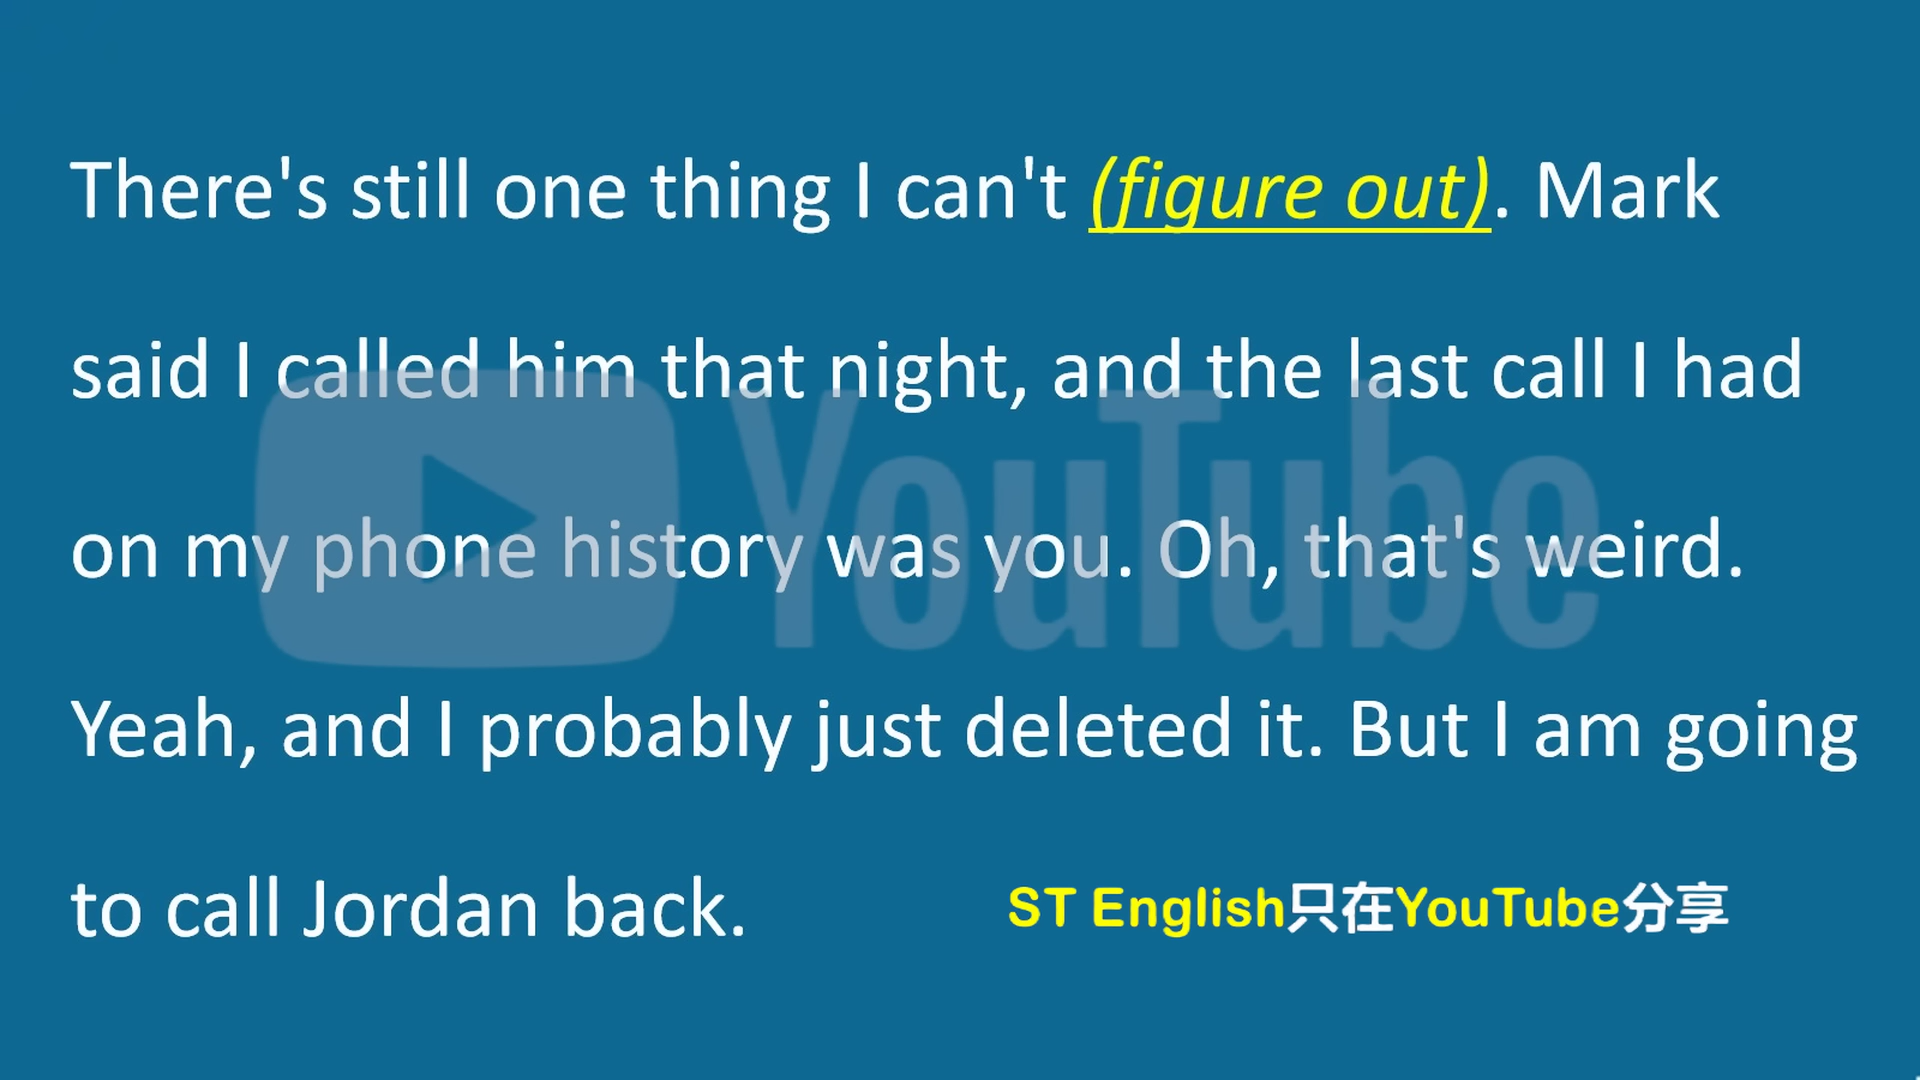 There's still one thing I can't (figure out). Mark
said I called him that night, and the last call I had
on my phone history was you. Oh, that's weird.
YouTube
Yeah, and I probably just deleted it. But I am going
to call Jordan back.
ST English只在YouTube分享